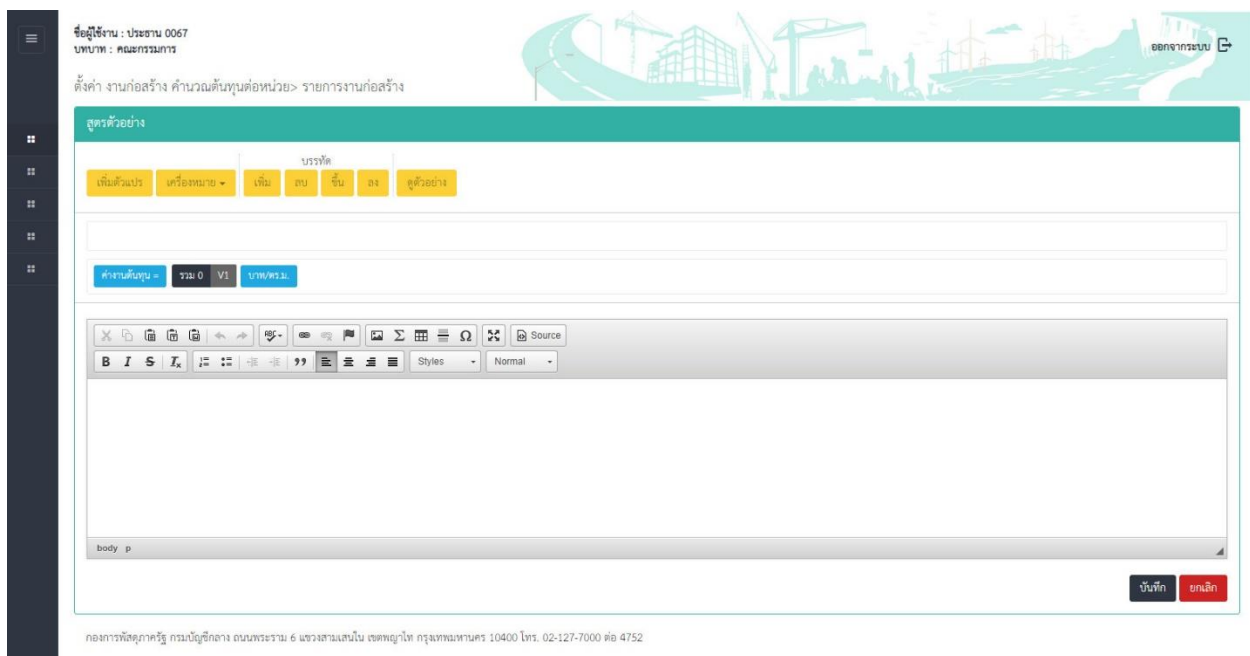 ชื่อผู้ใช้งาน : ประธาน 0067
บทบาท : คณะกรรมการ
ออกจากระบบ
ตั้งค่า งานก่อสร้าง คำนวณต้นทุนต่อหน่วย> รายการงานก่อสร้าง
สูตรตัวอย่าง
บรรทัด
เพิ่มตัวแปร เครื่องหมาย เพิ่ม ลบ ขึ้น ลง ดูตัวอย่าง
ค่างานต้นทุน = รวม 0 V1 บาท/ตร.ม.
Source
Styles Normal
body p
บันทึก ยกเลิก
กองการพัสดุภาครัฐ กรมบัญชีกลาง ถนนพระราม 6 แขวงสามเสนใน เขตพญาไท กรุงเทพมหานคร 10400 โทร. 02-127-7000 ต่อ 4752